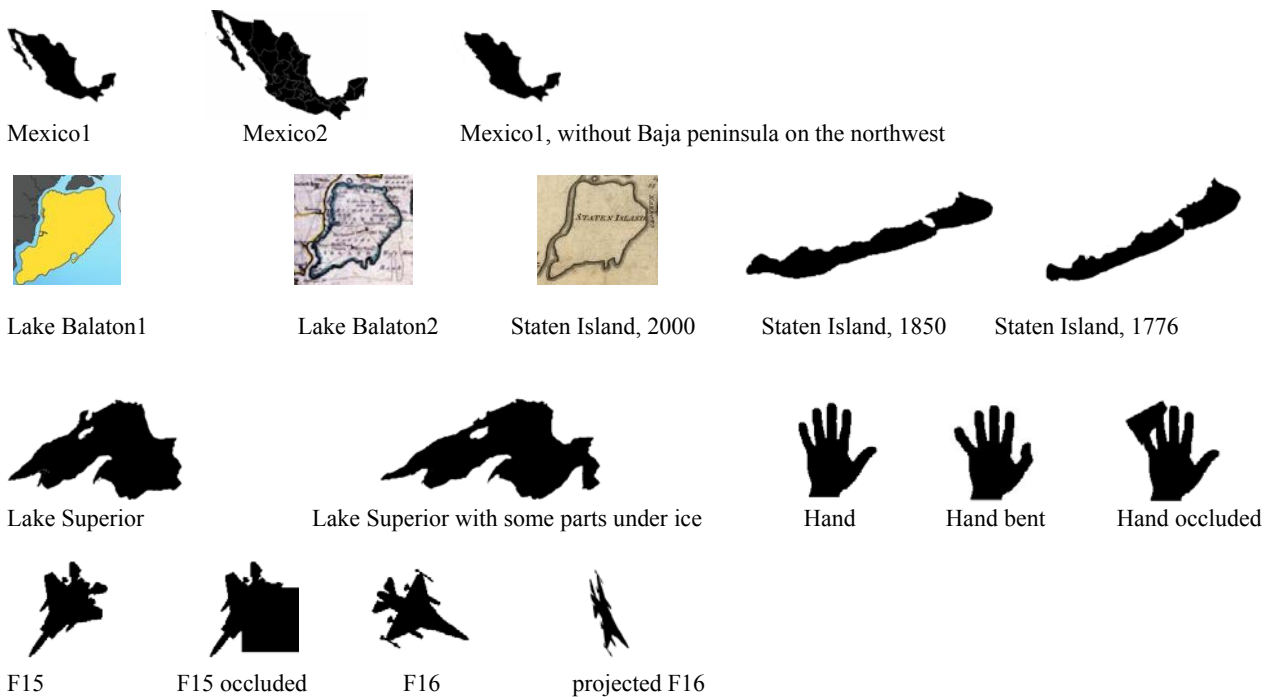 Mexico1 Mexico2 Mexico1, without Baja peninsula on the northwest
STATEN ISLAND
Lake Balaton1 Lake Balaton2 Staten Island, 2000 Staten Island, 1850 Staten Island, 1776
Lake Superior Lake Superior with some parts under ice Hand Hand bent Hand occluded
F15 F15 occluded F16 projected F16